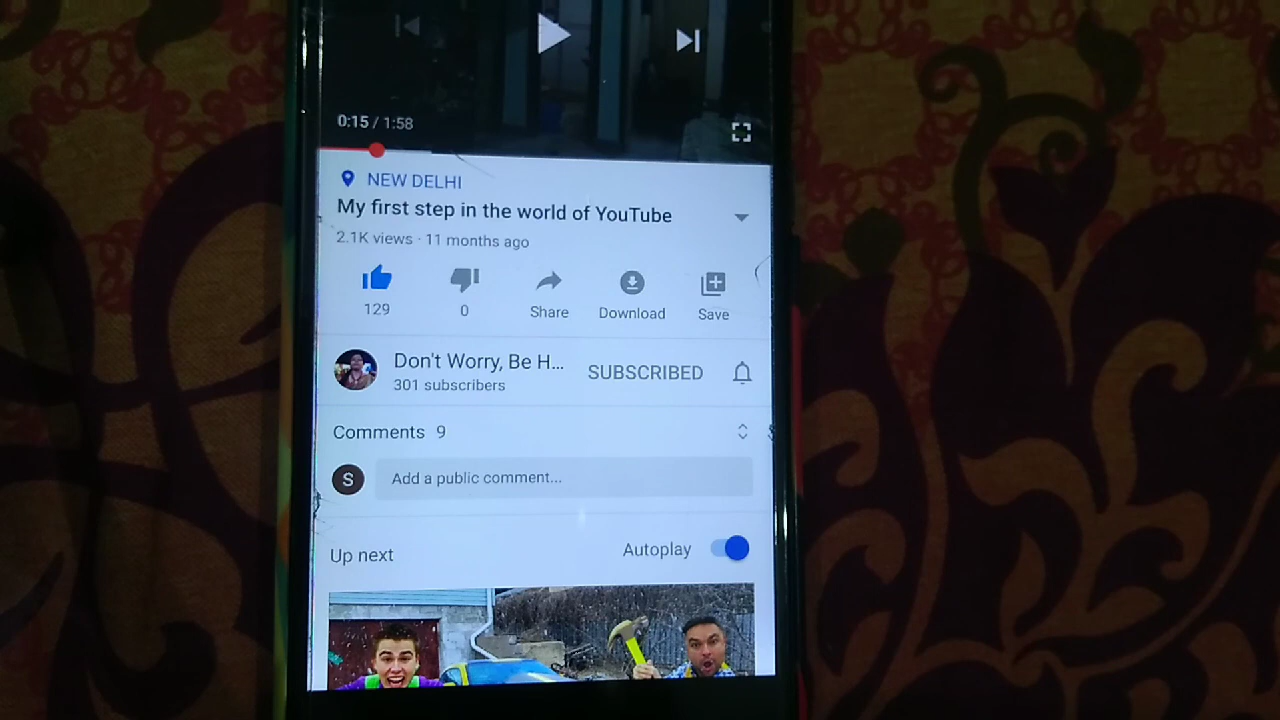 0:15 / 1:58
NEW DELHI
My first step in the world of YouTube
2.1K views · 11 months ago
129
0
Share
Download
Save
Don't Worry, Be H...
301 subscribers
SUBSCRIBED
Comments 9
S
Add a public comment...
Up next
Autoplay